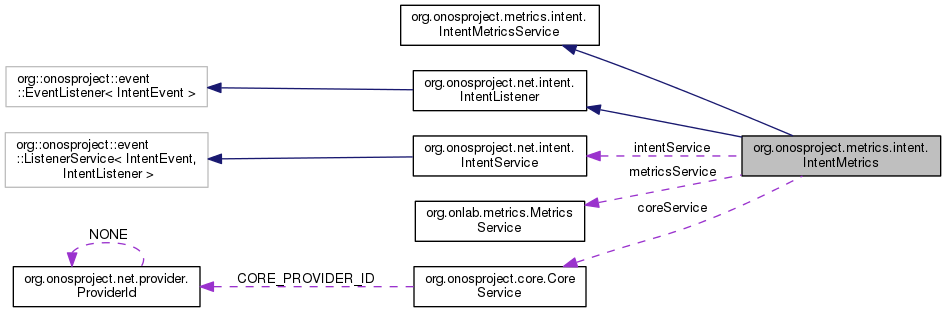 org.onosproject.metrics.intent.
IntentMetricsService
org::onosproject::event
::EventListener< IntentEvent >
org.onosproject.net.intent.
IntentListener
org::onosproject::event
::ListenerService< IntentEvent,
IntentListener >
org.onosproject.net.intent.
IntentService
intentService
org.onosproject.metrics.intent.
IntentMetrics
metricsService
org.onlab.metrics.Metrics
Service
coreService
NONE
org.onosproject.net.provider.
ProviderId
CORE_PROVIDER_ID
org.onosproject.core.Core
Service